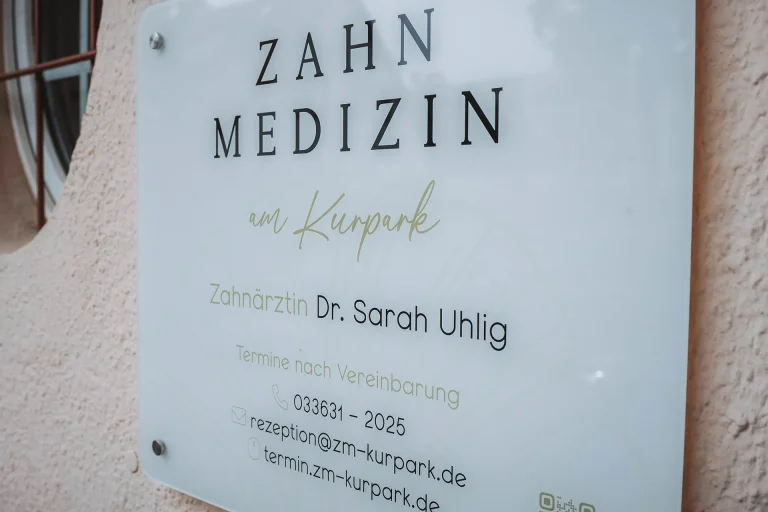 ZAHN
MEDIZIN
am Kurpark
Zahnärztin Dr. Sarah Uhlig
Termine nach Vereinbarung
033631 – 2025
rezeption@zm-kurpark.de
termin.zm-kurpark.de